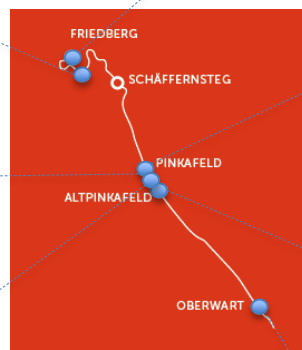 FRIEDBERG
SCHÄFFERNSTEG
PINKAFELD
ALTPINKAFELD
OBERWART